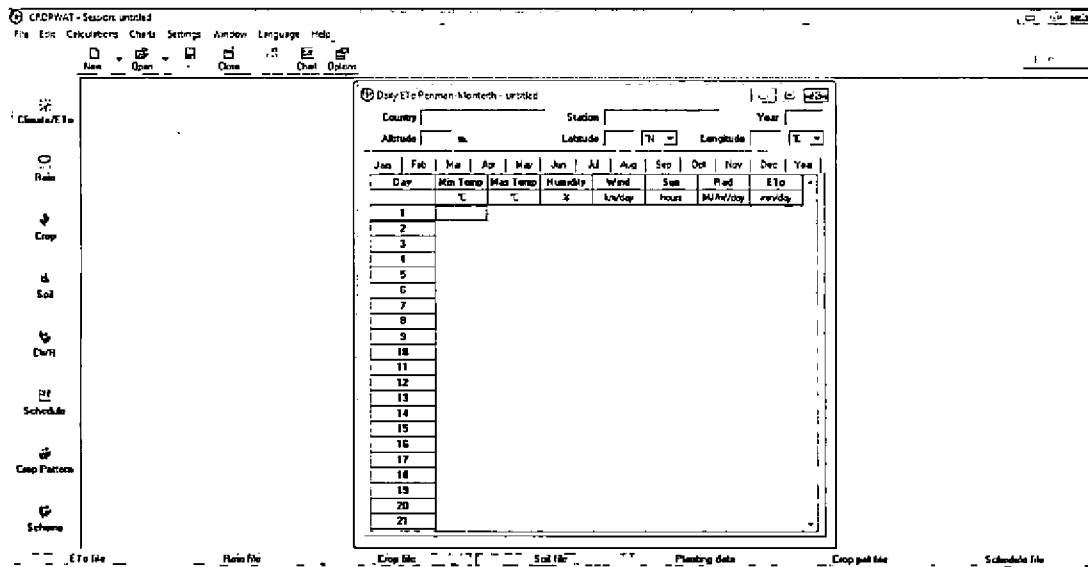 CROPWAT - Session: untitled
File Edit Calculations Charts Settings Window Language Help
New Open Close Chart Options
Climate/ETo
Rain
Crop
Soil
CWR
Schedule
Crop Pattern
Scheme
Daily ETo Penman-Monteith - untitled
Country Station Year
Altitude m. Latitude °N Longitude °E
Jan Feb Mar Apr May Jun Jul Aug Sep Oct Nov Dec Year
Day Min Temp Max Temp Humidity Wind Sun Rad ETo
°C °C % km/day hours MJ/m²/day mm/day
1
2
3
4
5
6
7
8
9
10
11
12
13
14
15
16
17
18
19
20
21
ETo file Rain file Crop file Soil file Planting date Crop pat file Schedule file